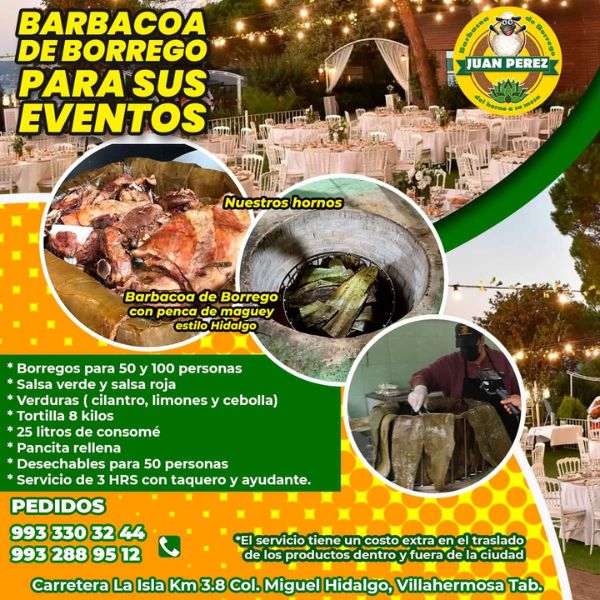 BARBACOA
DE BORREGO
PARA SUS
EVENTOS
Barbacoa de Borrego
JUAN PEREZ
del horno a su mesa
Nuestros hornos
Barbacoa de Borrego
con penca de maguey
estilo Hidalgo
* Borregos para 50 y 100 personas
* Salsa verde y salsa roja
* Verduras ( cilantro, limones y cebolla)
* Tortilla 8 kilos
* 25 litros de consomé
* Pancita rellena
* Desechables para 50 personas
* Servicio de 3 HRS con taquero y ayudante.
PEDIDOS
993 330 32 44
993 288 95 12
*El servicio tiene un costo extra en el traslado
de los productos dentro y fuera de la ciudad
Carretera La Isla Km 3.8 Col. Miguel Hidalgo, Villahermosa Tab.